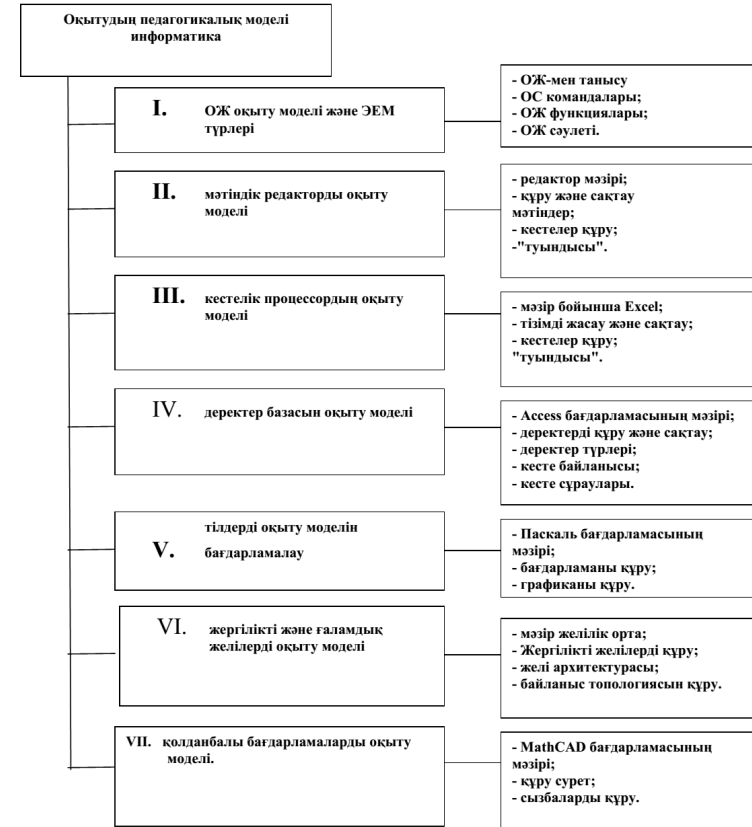 Оқытудың педагогикалық моделі
информатика
I. ОЖ оқыту моделі және ЭЕМ
түрлері
- ОЖ-мен танысу
- ОС командалары;
- ОЖ функциялары;
- ОЖ сәулеті.
II. мәтіндік редакторды оқыту
моделі
- редактор мәзірі;
- құру және сақтау
мәтіндер;
- кестелер құру;
-"туындысы".
III. кестелік процессордың оқыту
моделі
- мәзір бойынша Excel;
- тізімді жасау және сақтау;
- кестелер құру;
"туындысы".
IV. деректер базасын оқыту моделі
- Access бағдарламасының мәзірі;
- деректерді құру және сақтау;
- деректер түрлері;
- кесте байланысы;
- кесте сұраулары.
тілдерді оқыту моделін
V. бағдарламалау
- Паскаль бағдарламасының
мәзірі;
- бағдарламаны құру;
- графиканы құру.
VI. жергілікті және ғаламдық
желілерді оқыту моделі
- мәзір желілік орта;
- Жергілікті желілерді құру;
- желі архитектурасы;
- байланыс топологиясын құру.
VII. қолданбалы бағдарламаларды оқыту
моделі.
- MathCAD бағдарламасының
мәзірі;
- құру сурет;
- сызбаларды құру.